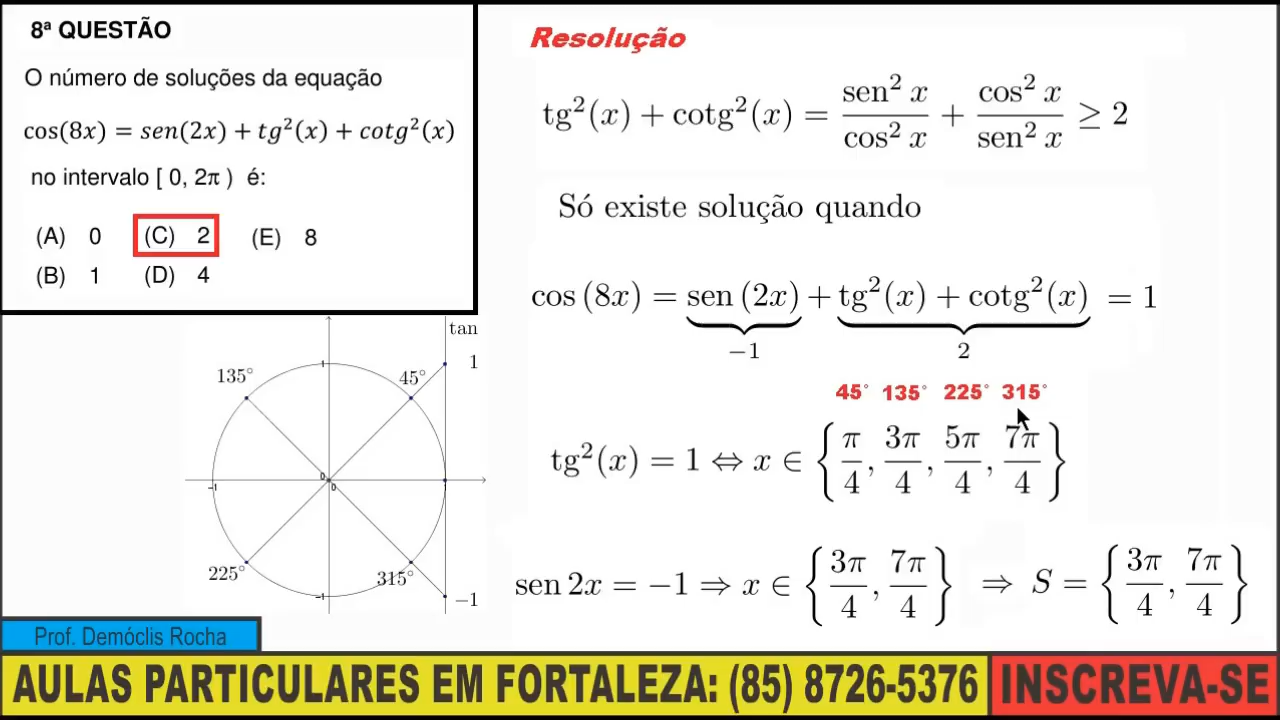 8ª QUESTÃO
O número de soluções da equação
cos(8x) = sen(2x) + tg²(x) + cotg²(x)
no intervalo [ 0, 2π ) é:
(A) 0 (C) 2 (E) 8
(B) 1 (D) 4
Resolução
tg²(x) + cotg²(x) = sen² x / cos² x + cos² x / sen² x ≥ 2
Só existe solução quando
cos (8x) = sen (2x) + tg²(x) + cotg²(x) = 1
−1 2
45° 135° 225° 315°
tg²(x) = 1 ⇔ x ∈ { π/4, 3π/4, 5π/4, 7π/4 }
sen 2x = −1 ⇒ x ∈ { 3π/4, 7π/4 } ⇒ S = { 3π/4, 7π/4 }
tan
1
1
135° 45°
0
−1 0 1
225° 315°
−1
−1
Prof. Demóclis Rocha
AULAS PARTICULARES EM FORTALEZA: (85) 8726-5376 INSCREVA-SE